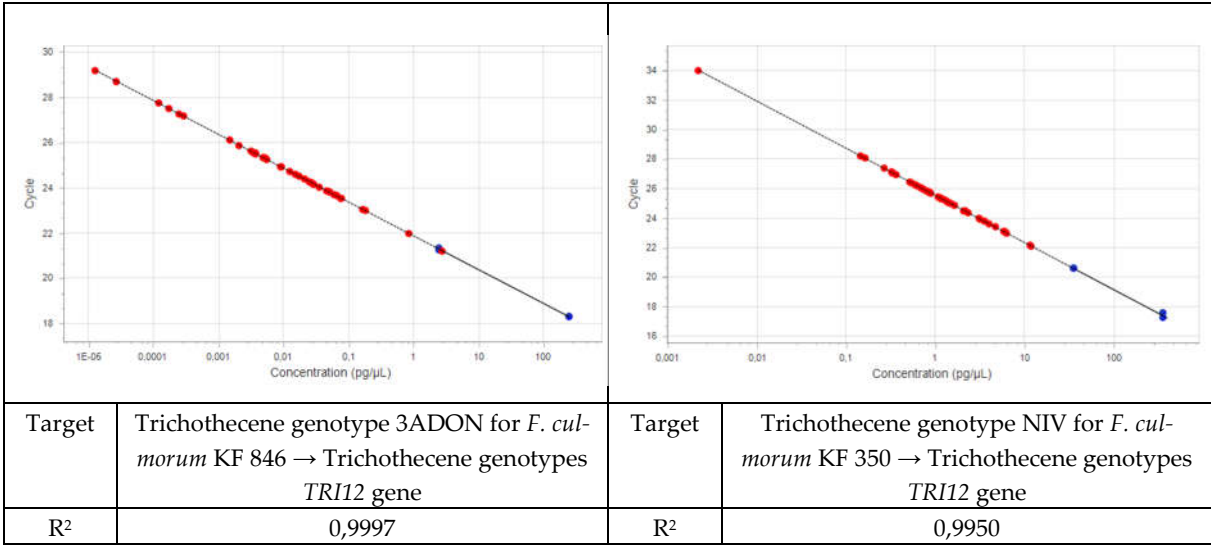 30
28
26
24
22
20
18
Cycle
1E-05
0,0001
0,001
0,01
0,1
1
10
100
Concentration (pg/µL)
34
32
30
28
26
24
22
20
18
16
Cycle
0.001
0,01
0,1
1
10
100
Concentration (pg/µL)
Target
Trichothecene genotype 3ADON for F. cul-
morum KF 846 → Trichothecene genotypes
TRI12 gene
Target
Trichothecene genotype NIV for F. cul-
morum KF 350 → Trichothecene genotypes
TRI12 gene
R² 0,9997 R² 0,9950